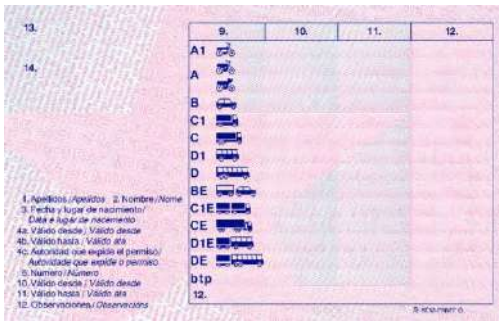 13.
14.
9. 10. 11. 12.
A1
A
B
C1
C
D1
D
BE
C1E
CE
D1E
DE
btp
12.
1. Apellidos/Apelidos 2. Nombre/Nome
3. Fecha y lugar de nacimiento/
Data e lugar de nacemento
4a. Válido desde / Válido desde
4b. Válido hasta / Válido ata
4c. Autoridad que expide el permiso/
Autoridade que expide o permiso
5. Número / Número
10. Válido desde / Válido desde
11. Válido hasta / Válido ata
12. Observaciones / Observacións